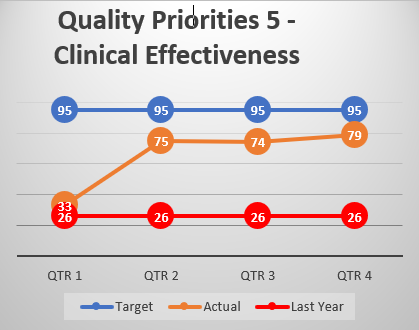 Quality Priorities 5 -
Clinical Effectiveness
95 95 95 95
75 74 79
33
26 26 26 26
QTR 1 QTR 2 QTR 3 QTR 4
Target Actual Last Year